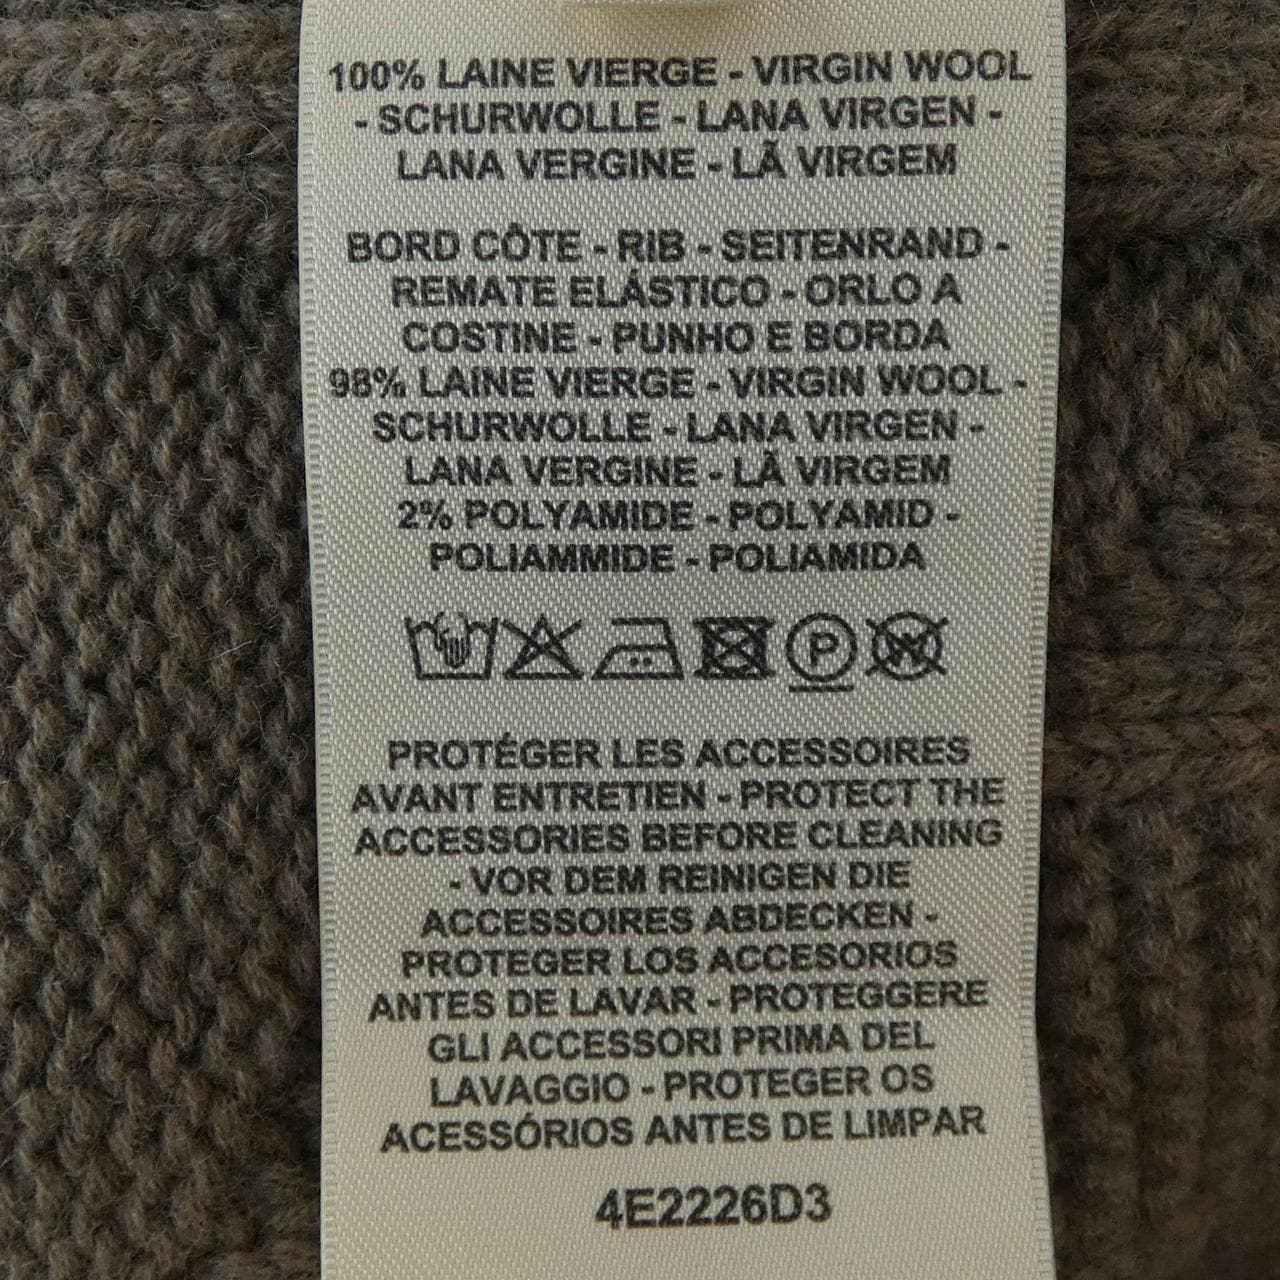 100% LAINE VIERGE - VIRGIN WOOL
- SCHURWOLLE - LANA VIRGEN -
LANA VERGINE - LÃ VIRGEM
BORD CÔTE - RIB - SEITENRAND -
REMATE ELÁSTICO - ORLO A
COSTINE - PUNHO E BORDA
98% LAINE VIERGE - VIRGIN WOOL -
SCHURWOLLE - LANA VIRGEN -
LANA VERGINE - LÃ VIRGEM
2% POLYAMIDE - POLYAMID -
POLIAMMIDE - POLIAMIDA
P W
PROTÉGER LES ACCESSOIRES
AVANT ENTRETIEN - PROTECT THE
ACCESSORIES BEFORE CLEANING
- VOR DEM REINIGEN DIE
ACCESSOIRES ABDECKEN -
PROTEGER LOS ACCESORIOS
ANTES DE LAVAR - PROTEGGERE
GLI ACCESSORI PRIMA DEL
LAVAGGIO - PROTEGER OS
ACESSÓRIOS ANTES DE LIMPAR
4E2226D3